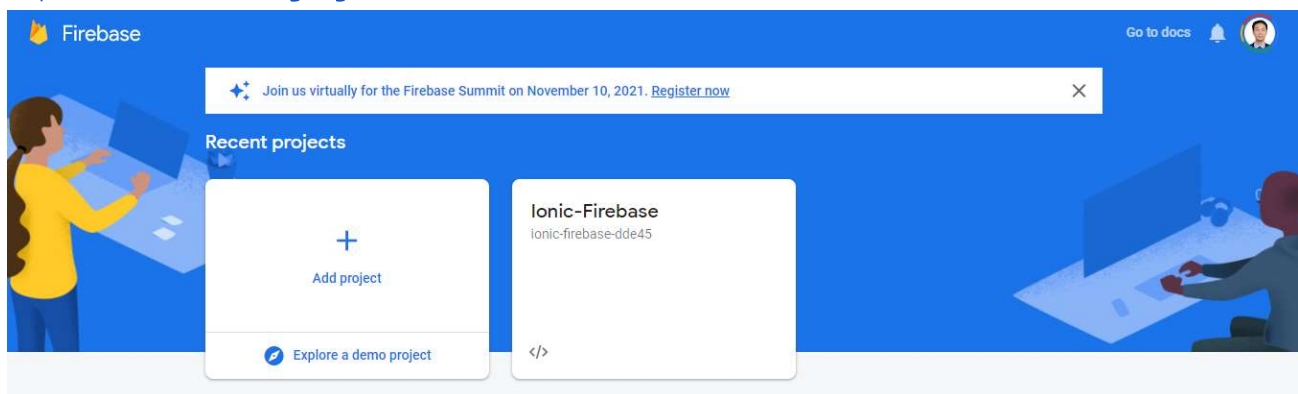 Firebase
Go to docs
Join us virtually for the Firebase Summit on November 10, 2021. Register now
Recent projects
Add project
Explore a demo project
Ionic-Firebase
ionic-firebase-dde45
</>